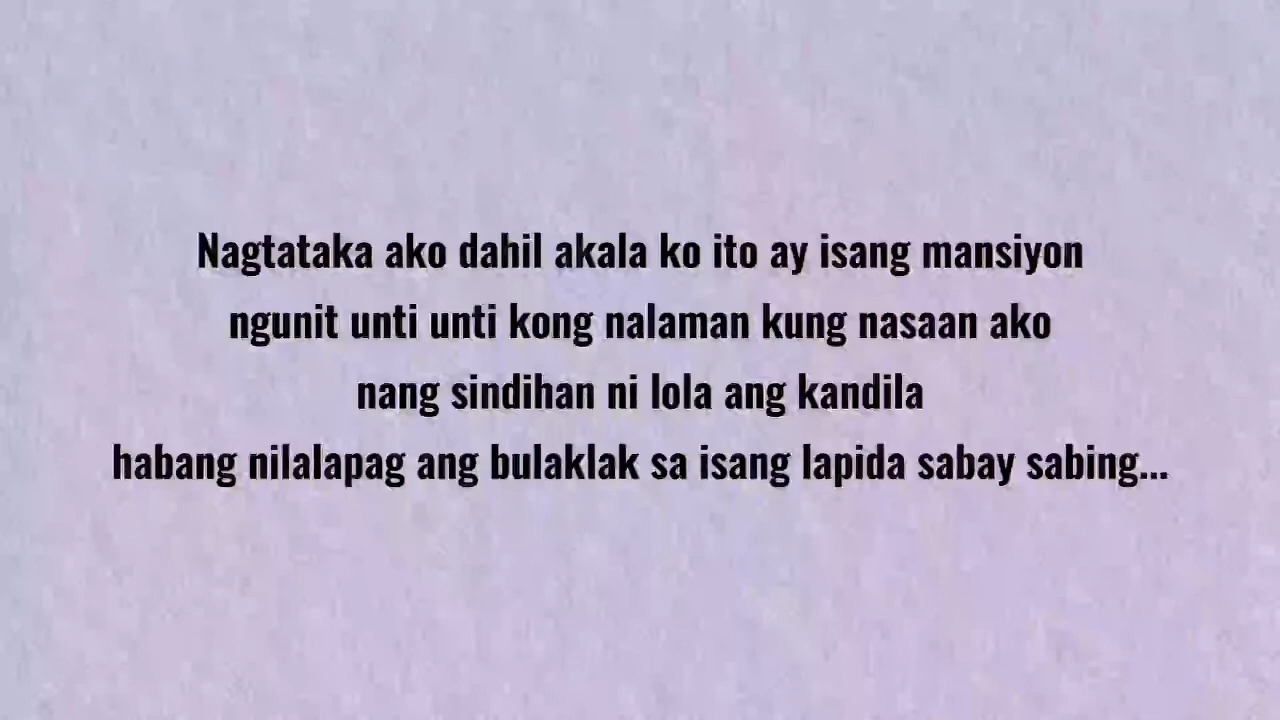 Nagtataka ako dahil akala ko ito ay isang mansiyon
ngunit unti unti kong nalaman kung nasaan ako
nang sindihan ni lola ang kandila
habang nilalapag ang bulaklak sa isang lapida sabay sabing...